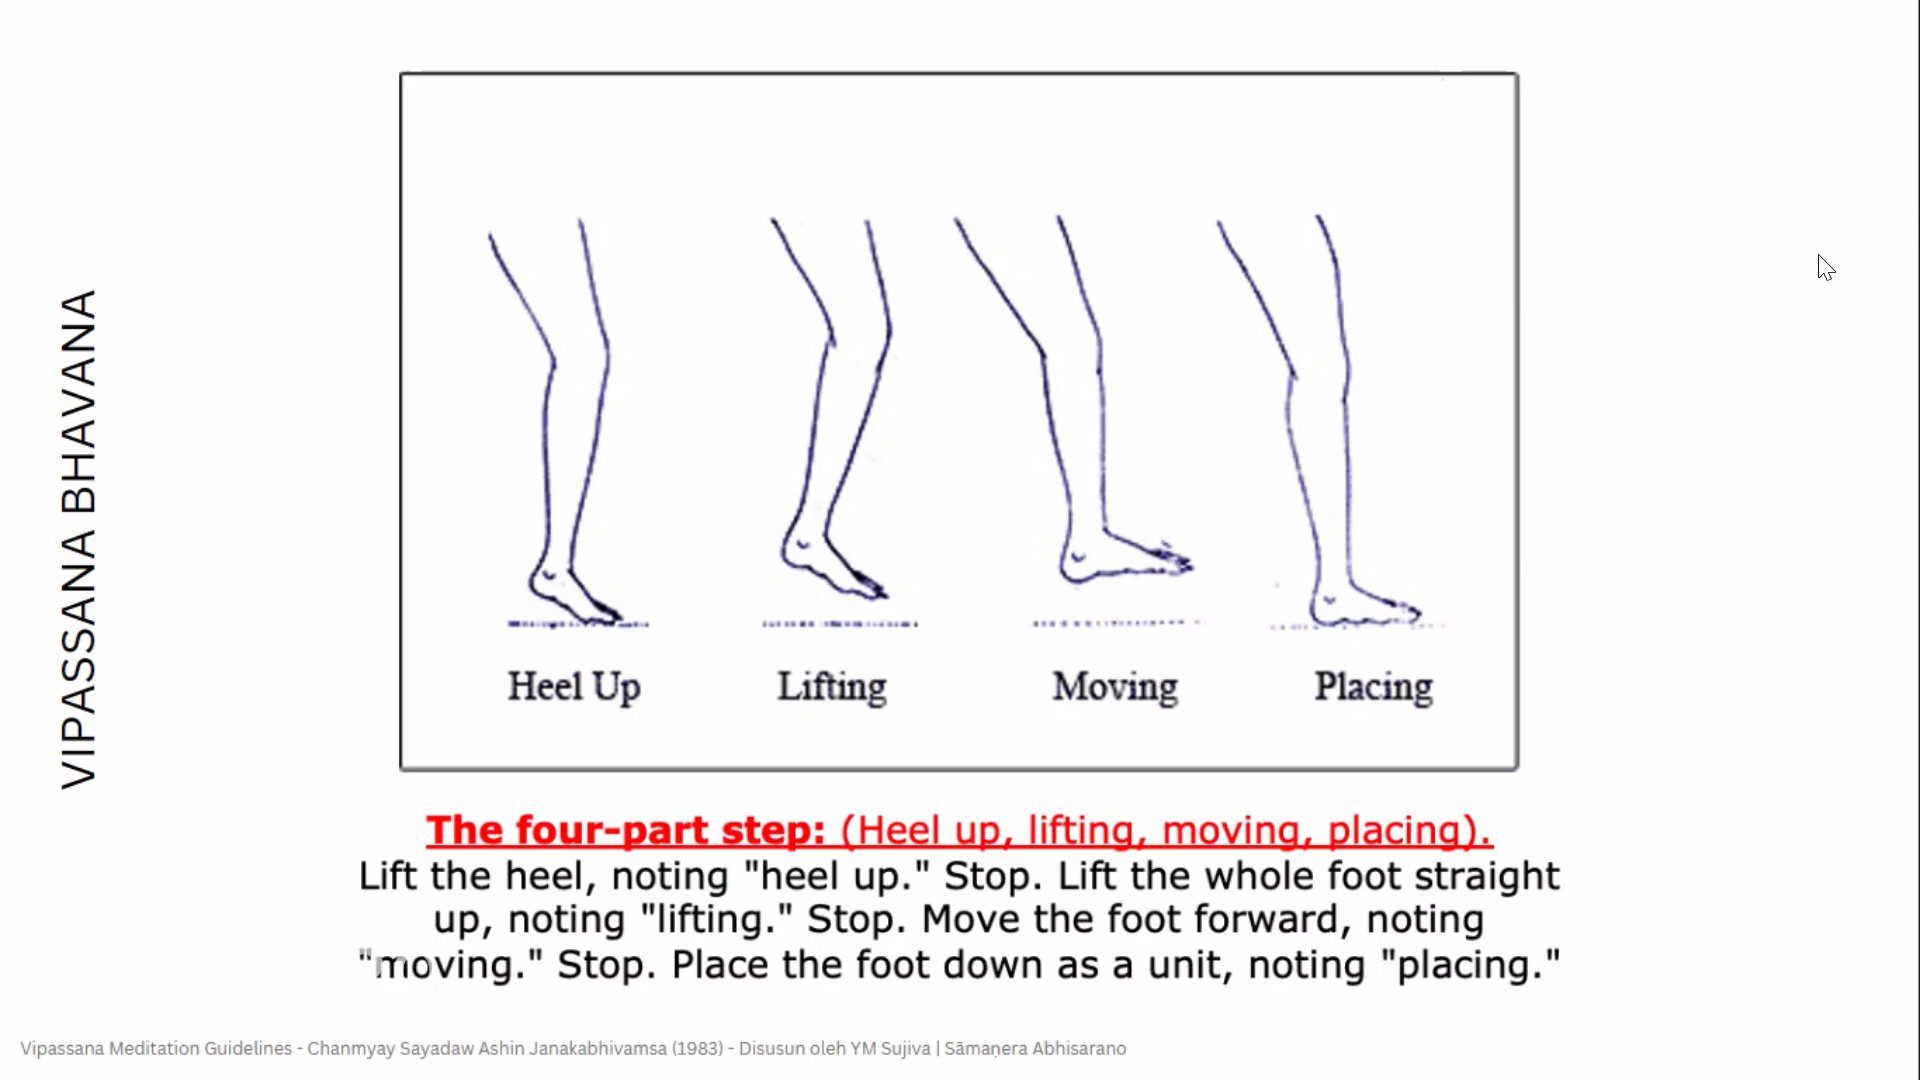 VIPASSANA BHAVANA
Heel Up
Lifting
Moving
Placing
The four-part step: (Heel up, lifting, moving, placing).
Lift the heel, noting "heel up." Stop. Lift the whole foot straight
up, noting "lifting." Stop. Move the foot forward, noting
"moving." Stop. Place the foot down as a unit, noting "placing."
Vipassana Meditation Guidelines - Chanmyay Sayadaw Ashin Janakabhivamsa (1983) - Disusun oleh YM Sujiva | Sāmaṇera Abhisarano